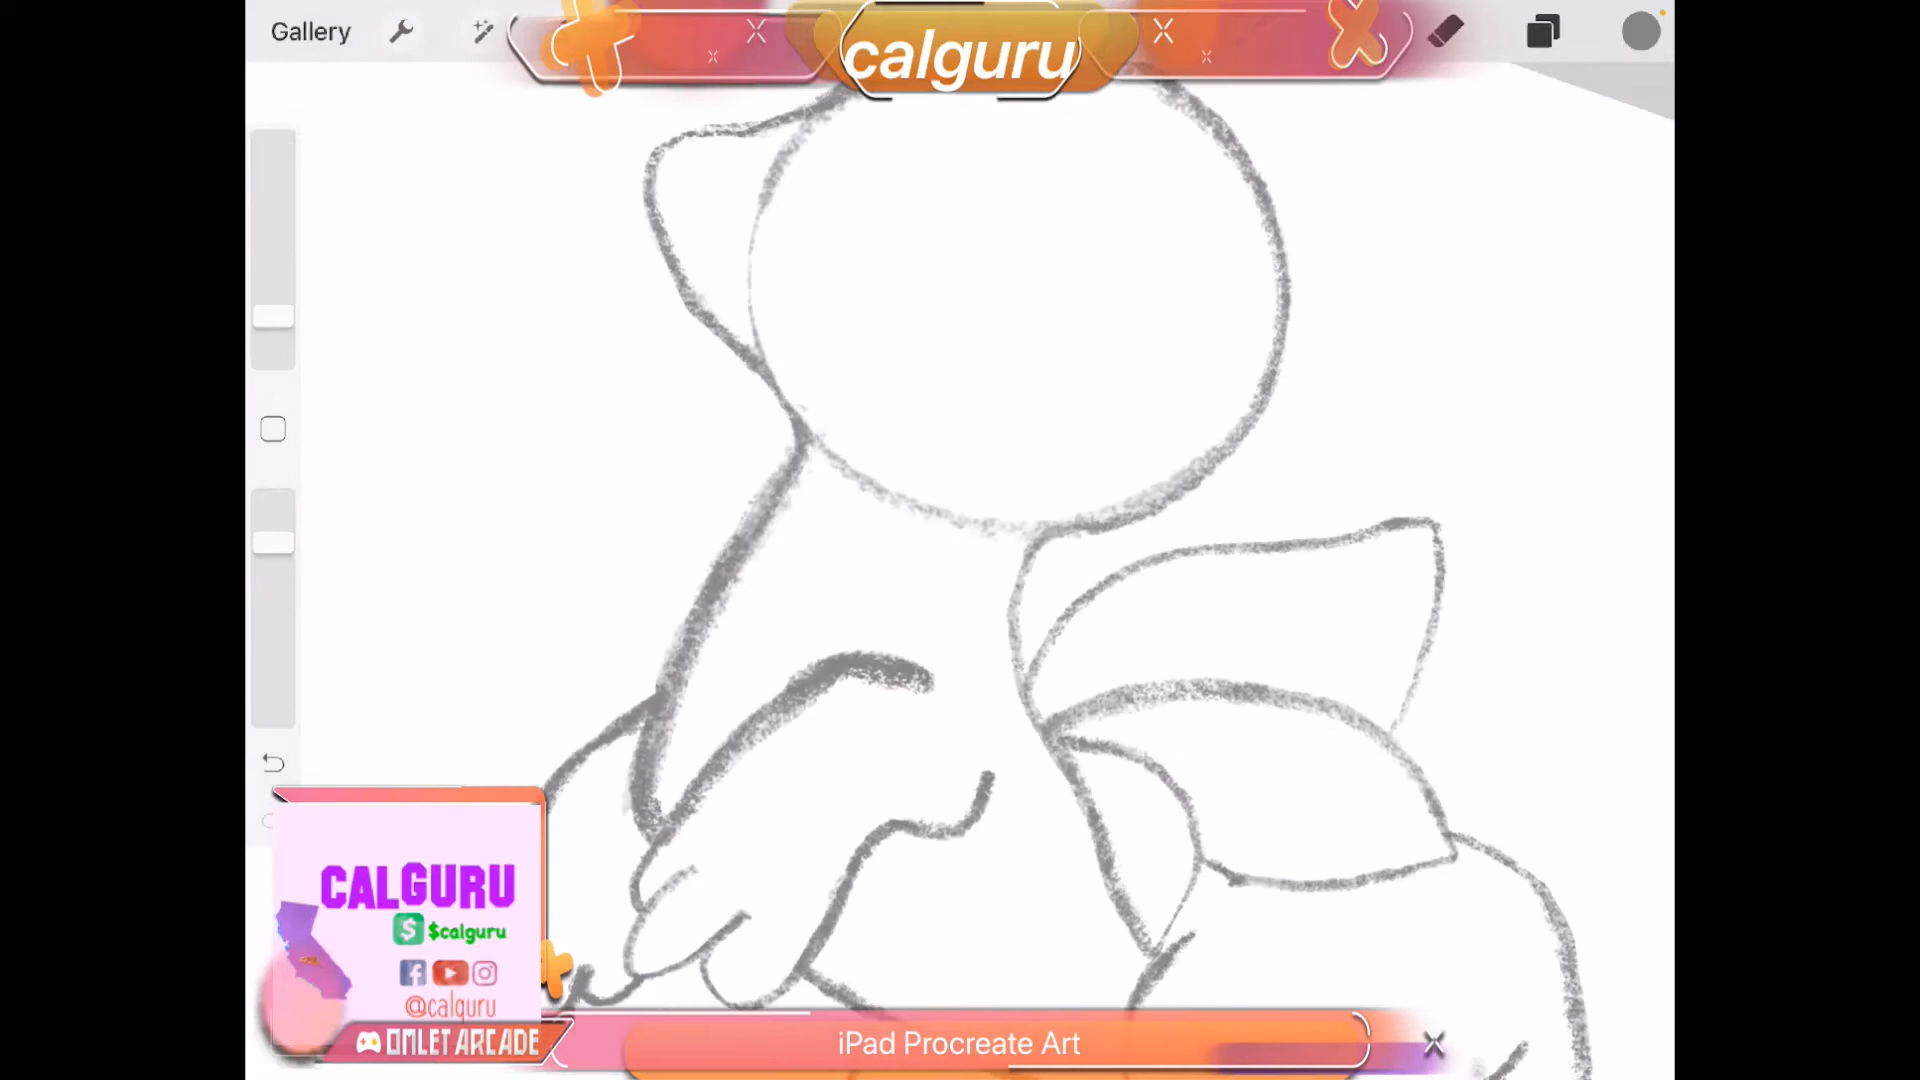 Gallery
calguru
CALGURU
$ $calguru
@calguru
OMLET ARCADE
iPad Procreate Art